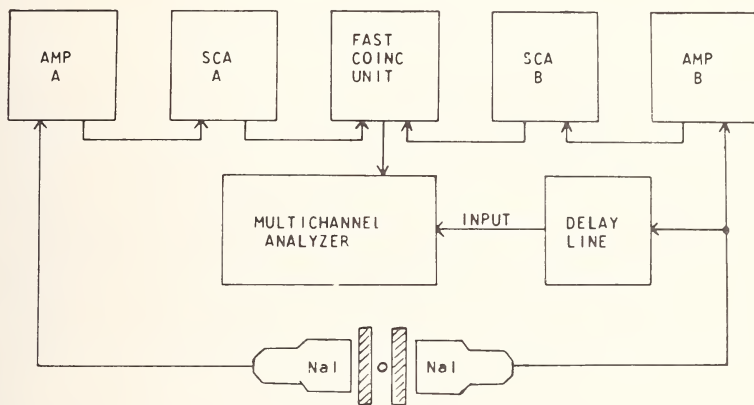 AMP
A
SCA
A
FAST
COINC
UNIT
SCA
B
AMP
B
MULTICHANNEL
ANALYZER
INPUT
DELAY
LINE
NaI
NaI